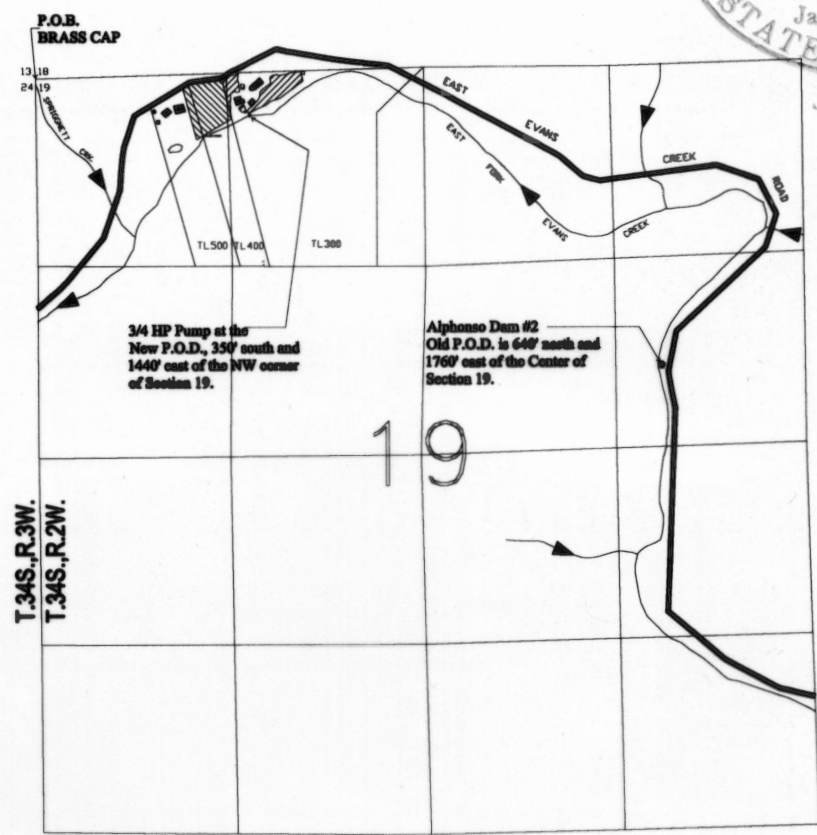 P.O.B.
BRASS CAP
Ja
STATE
13 18
24 19
SPRIGNETT CRK.
EAST EVANS CREEK ROAD
EAST FORK EVANS CREEK
TL500
TL400
TL300
3/4 HP Pump at the
New P.O.D., 350' south and
1440' east of the NW corner
of Section 19.
Alphonso Dam #2
Old P.O.D. is 640' north and
1760' east of the Center of
Section 19.
19
T.34S.,R.3W.
T.34S.,R.2W.